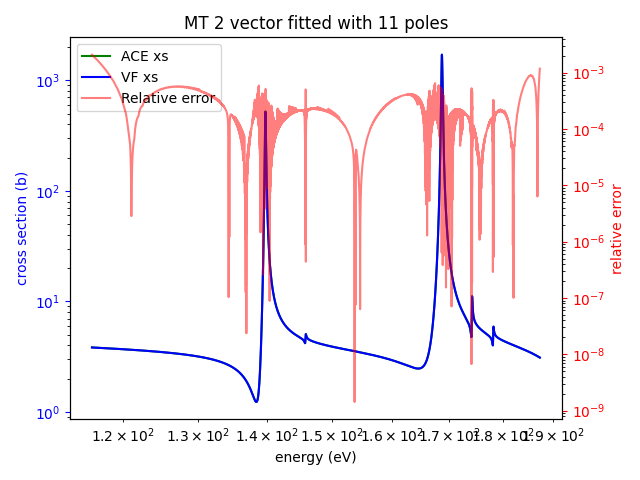 MT 2 vector fitted with 11 poles
ACE xs
VF xs
Relative error
cross section (b)
10³
10²
10¹
10⁰
10⁻³
10⁻⁴
10⁻⁵
10⁻⁶
10⁻⁷
10⁻⁸
10⁻⁹
relative error
1.2 × 10² 1.3 × 10² 1.4 × 10² 1.5 × 10² 1.6 × 10² 1.7 × 10² 1.8 × 10² 1.9 × 10²
energy (eV)